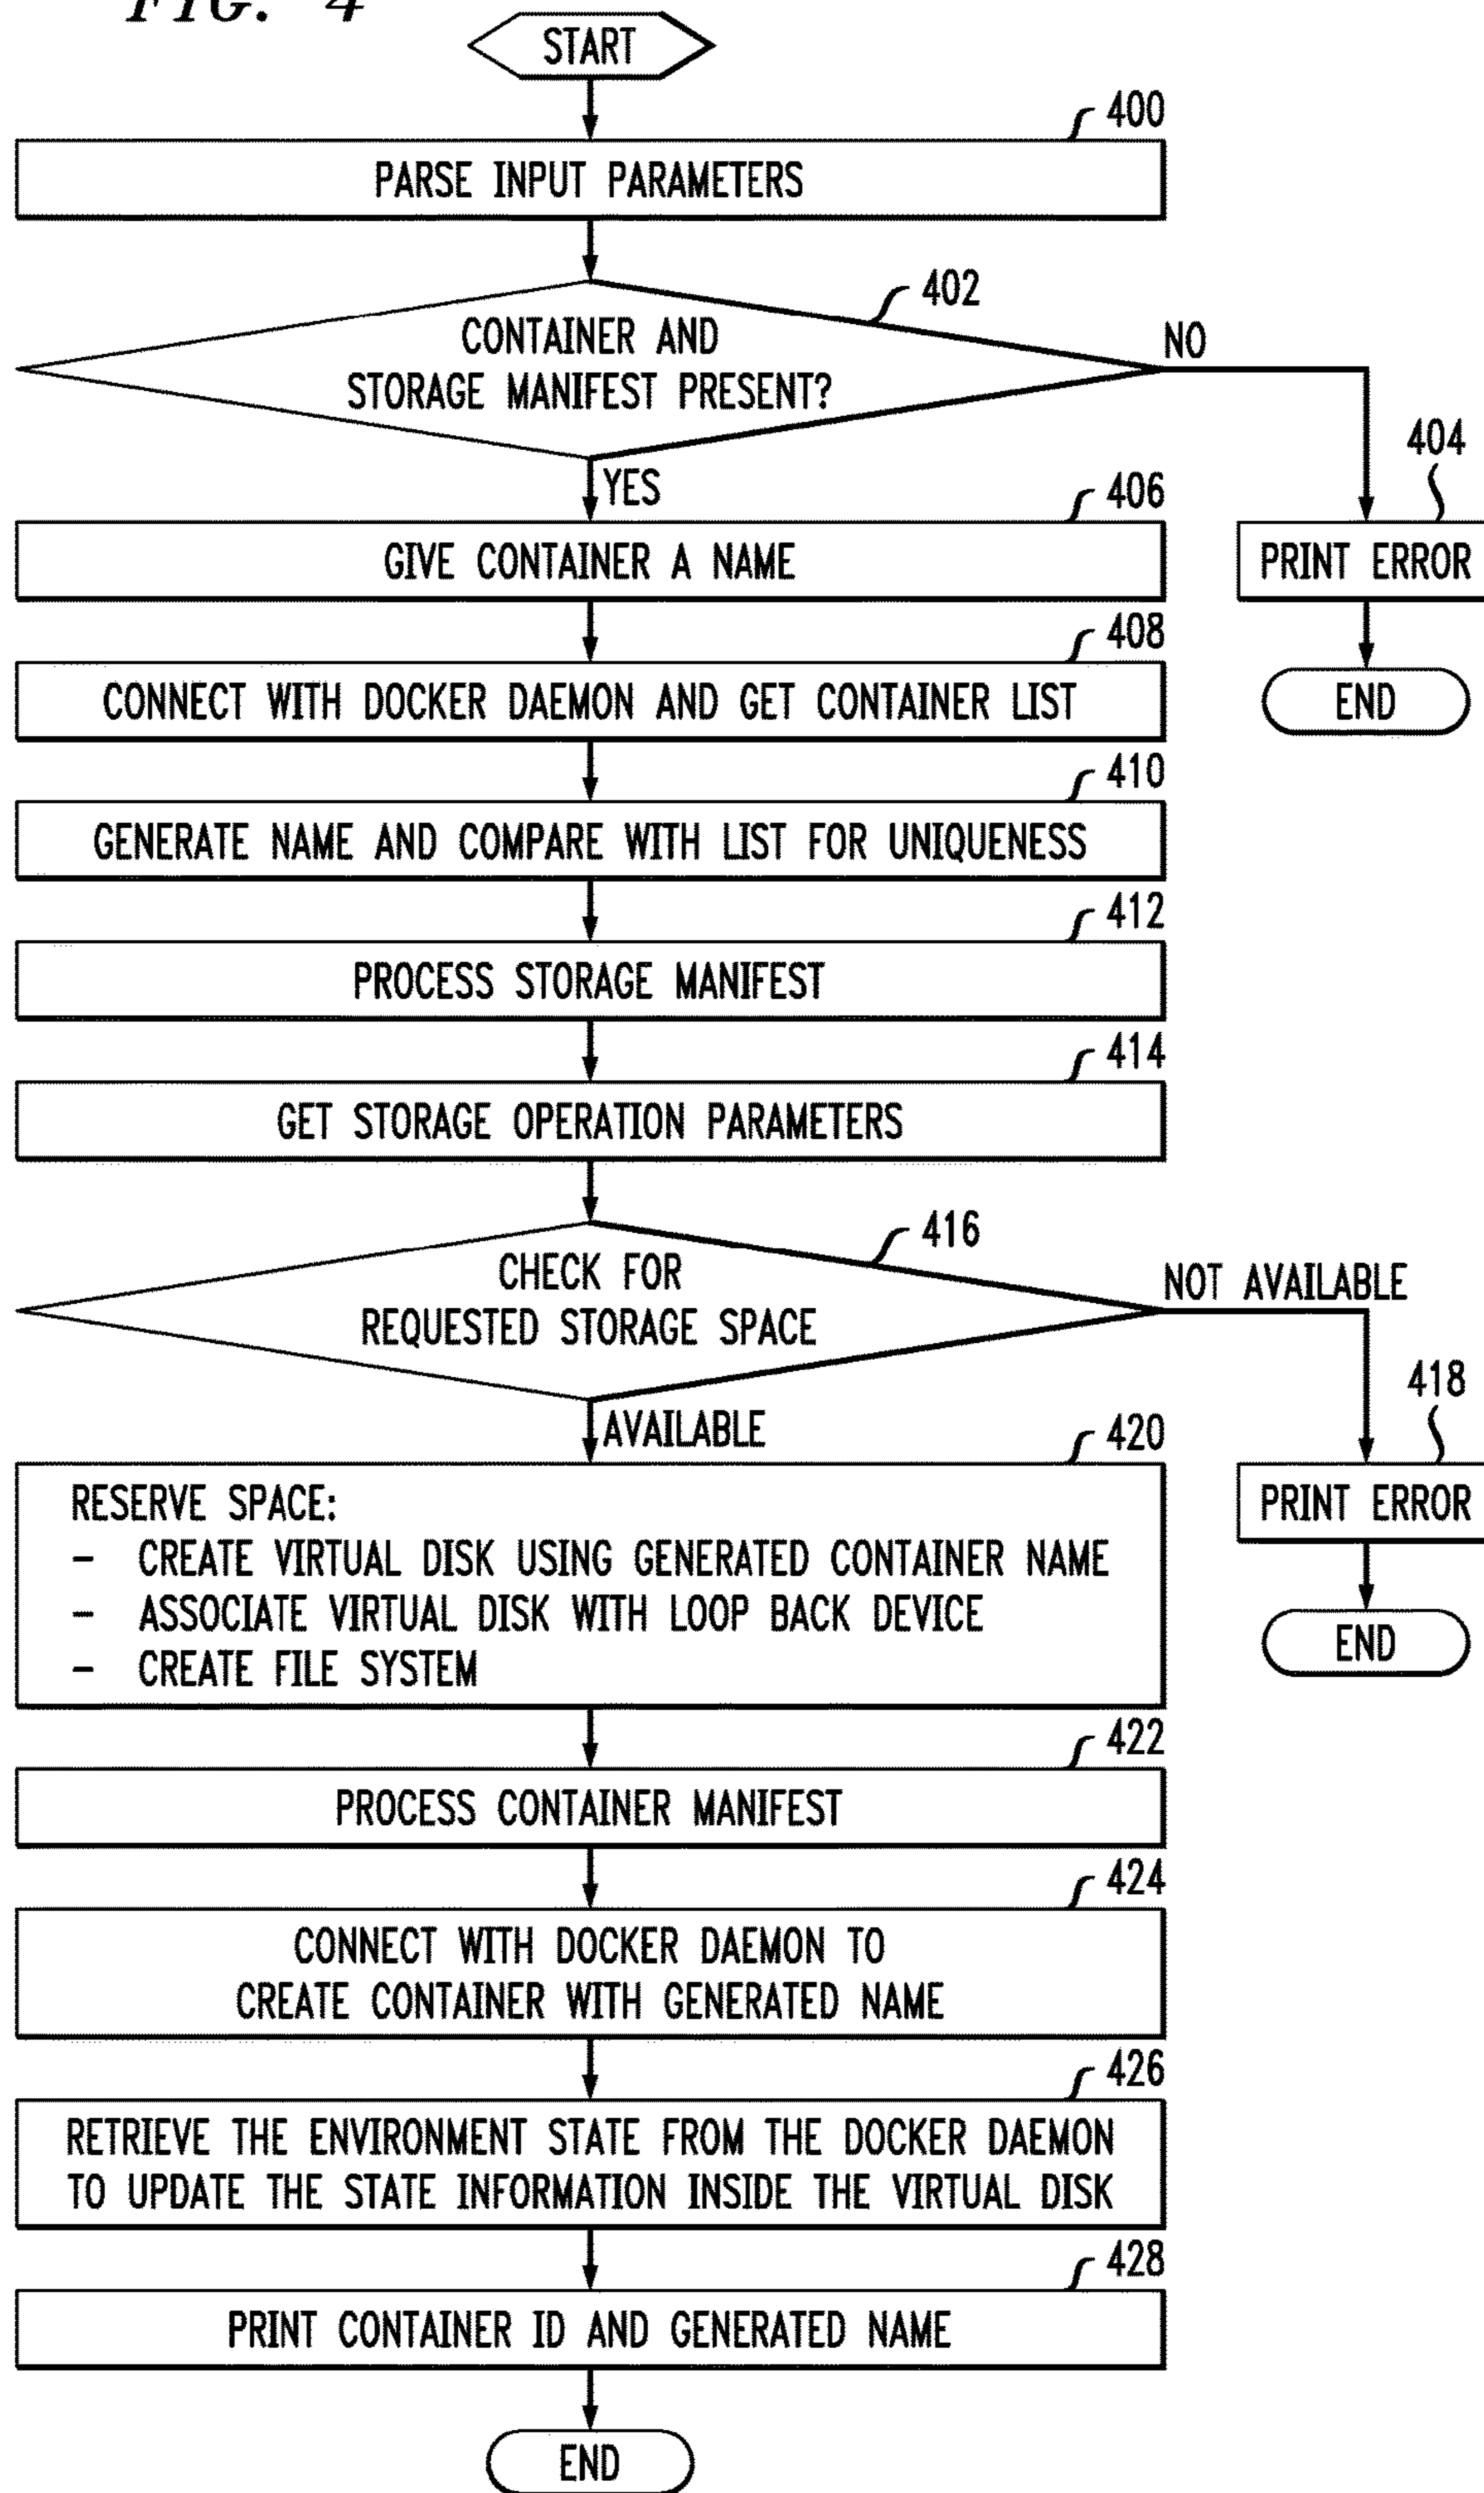 FIG. 4
START
400
PARSE INPUT PARAMETERS
402
CONTAINER AND
STORAGE MANIFEST PRESENT?
NO
YES
404
PRINT ERROR
END
406
GIVE CONTAINER A NAME
408
CONNECT WITH DOCKER DAEMON AND GET CONTAINER LIST
410
GENERATE NAME AND COMPARE WITH LIST FOR UNIQUENESS
412
PROCESS STORAGE MANIFEST
414
GET STORAGE OPERATION PARAMETERS
416
CHECK FOR
REQUESTED STORAGE SPACE
NOT AVAILABLE
AVAILABLE
418
PRINT ERROR
END
420
RESERVE SPACE:
– CREATE VIRTUAL DISK USING GENERATED CONTAINER NAME
– ASSOCIATE VIRTUAL DISK WITH LOOP BACK DEVICE
– CREATE FILE SYSTEM
422
PROCESS CONTAINER MANIFEST
424
CONNECT WITH DOCKER DAEMON TO
CREATE CONTAINER WITH GENERATED NAME
426
RETRIEVE THE ENVIRONMENT STATE FROM THE DOCKER DAEMON
TO UPDATE THE STATE INFORMATION INSIDE THE VIRTUAL DISK
428
PRINT CONTAINER ID AND GENERATED NAME
END